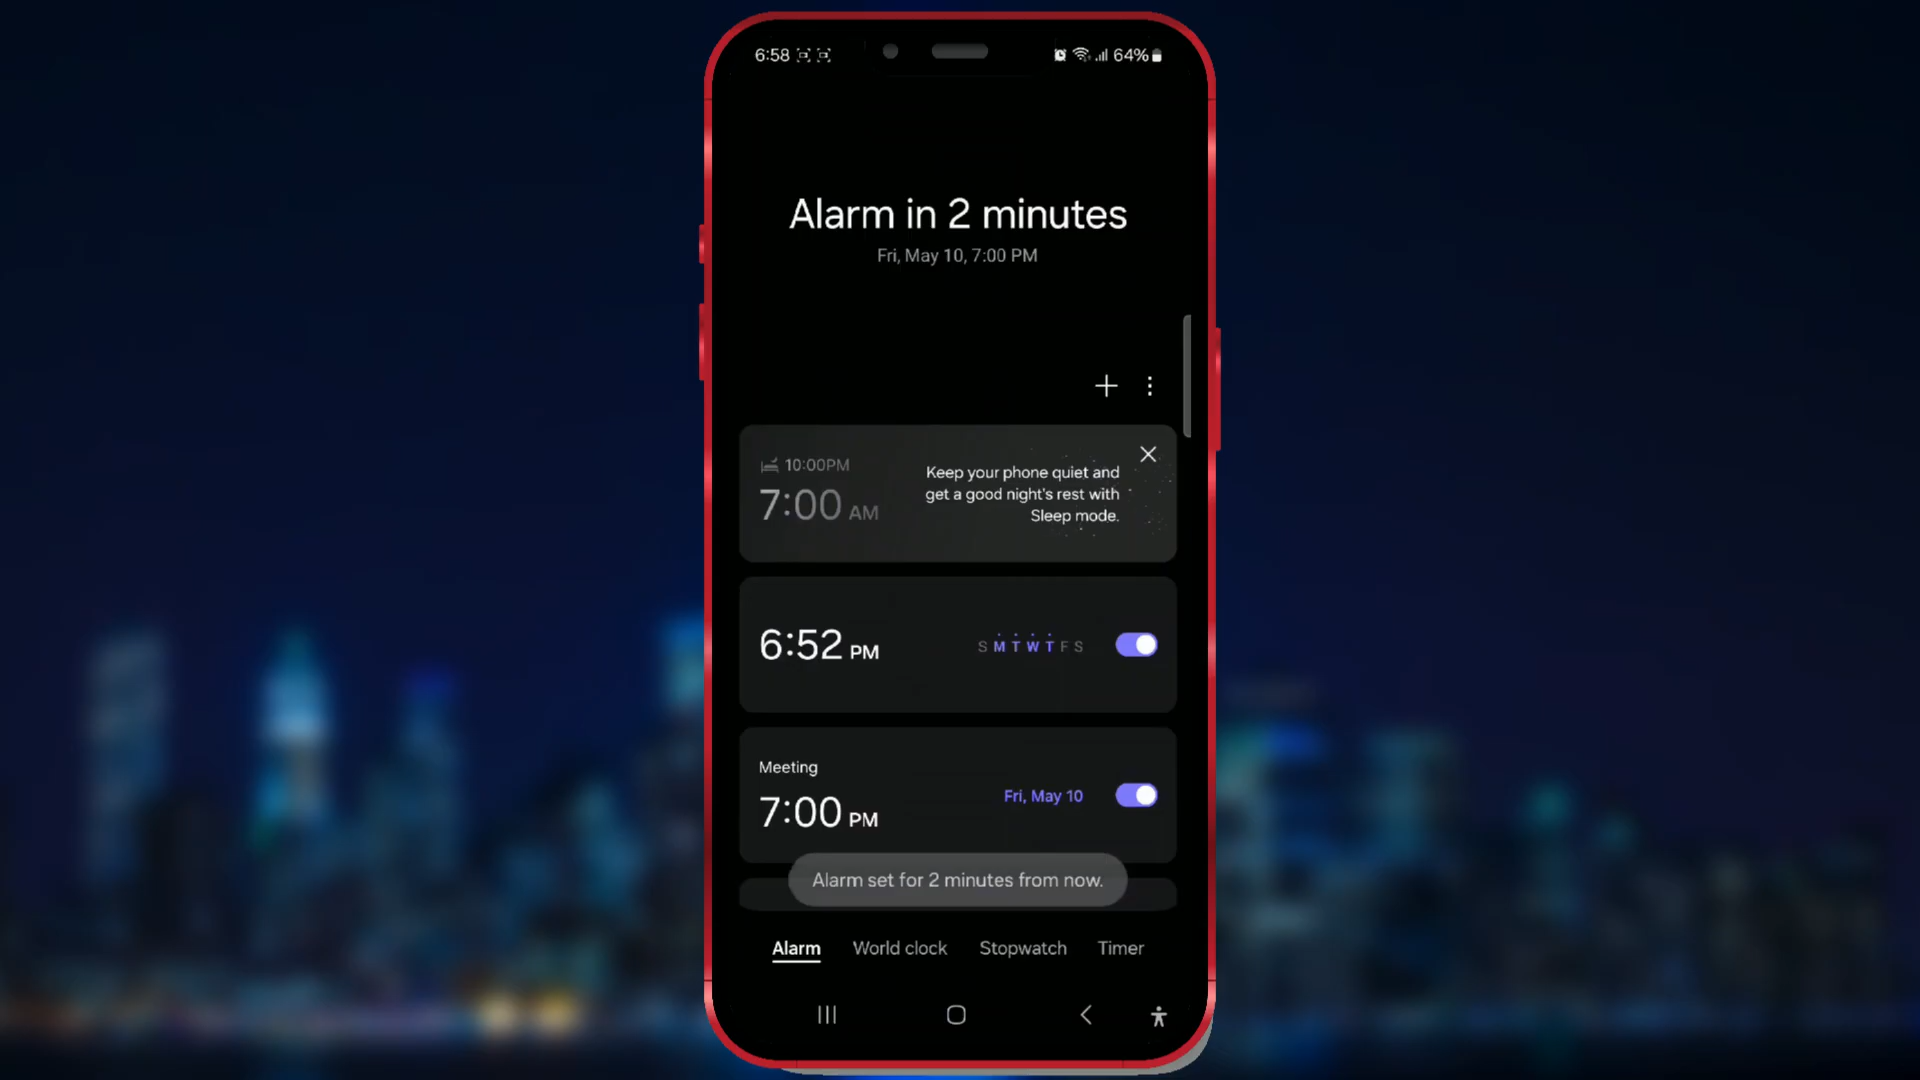 6:58 64%
Alarm in 2 minutes
Fri, May 10, 7:00 PM
10:00PM
7:00 AM
Keep your phone quiet and
get a good night's rest with
Sleep mode.
6:52 PM S M T W T F S
Meeting
7:00 PM Fri, May 10
Alarm set for 2 minutes from now.
Alarm World clock Stopwatch Timer